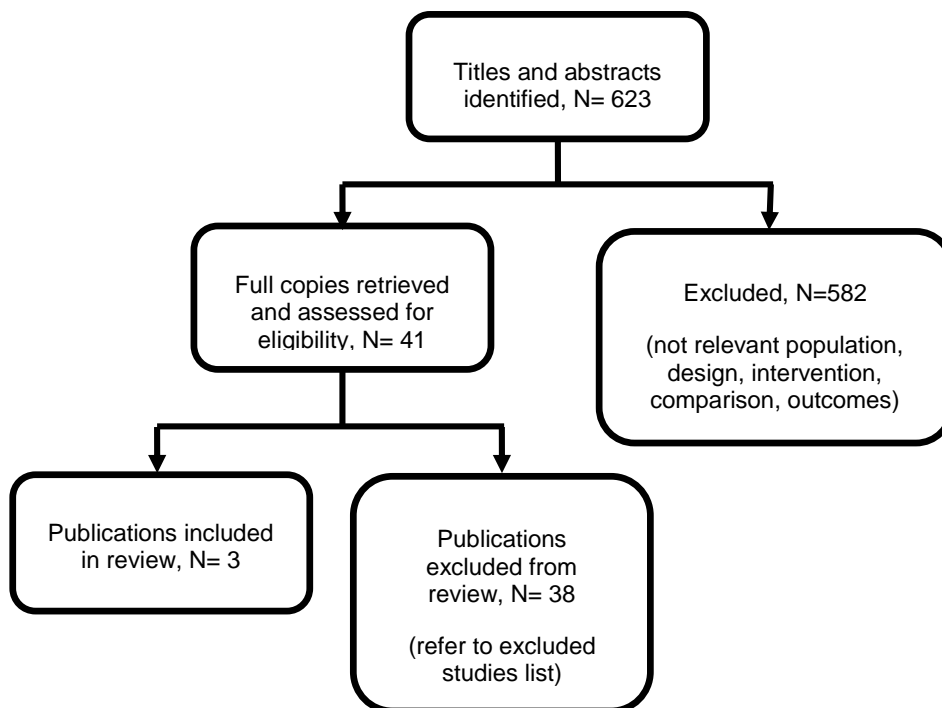 Titles and abstracts
identified, N= 623
Full copies retrieved
and assessed for
eligibility, N= 41
Excluded, N=582
(not relevant population,
design, intervention,
comparison, outcomes)
Publications included
in review, N= 3
Publications
excluded from
review, N= 38
(refer to excluded
studies list)